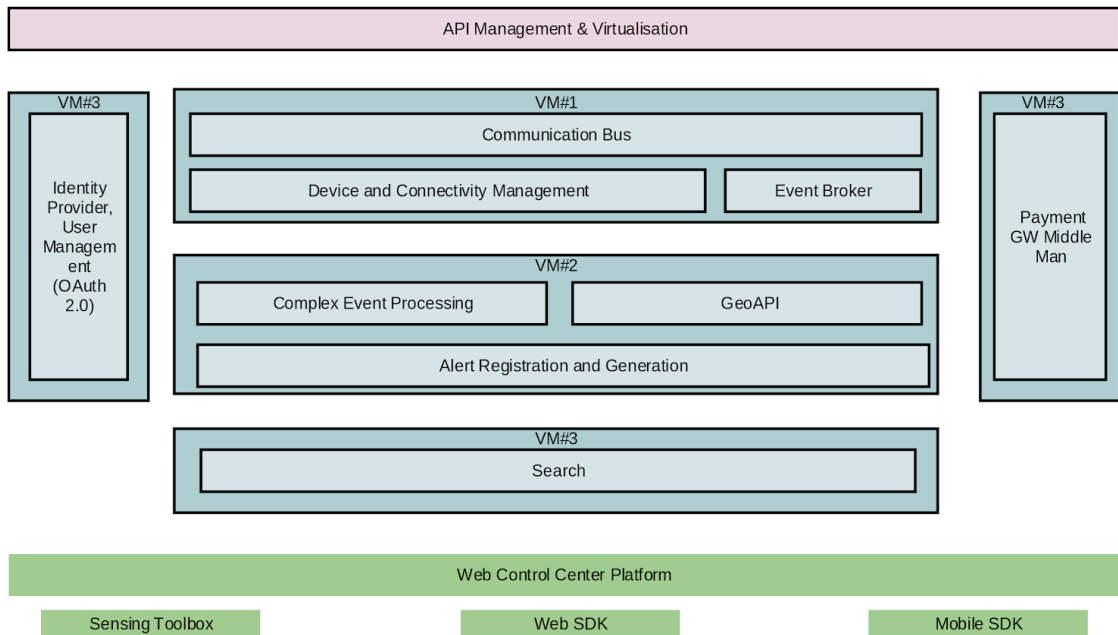 API Management & Virtualisation
VM#3
Identity
Provider,
User
Managem
ent
(OAuth
2.0)
VM#1
Communication Bus
Device and Connectivity Management
Event Broker
VM#2
Complex Event Processing
GeoAPI
Alert Registration and Generation
VM#3
Search
VM#3
Payment
GW Middle
Man
Web Control Center Platform
Sensing Toolbox
Web SDK
Mobile SDK